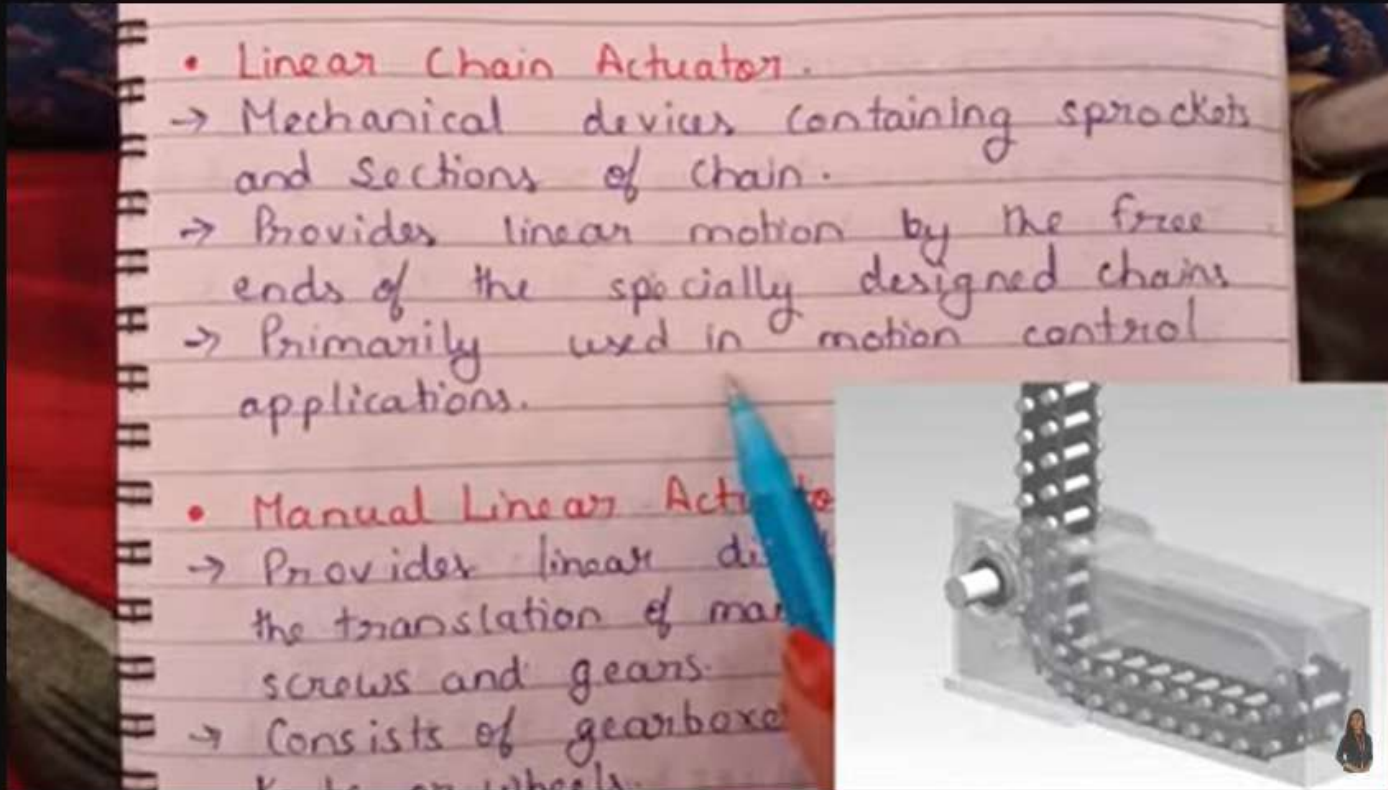 • Linear Chain Actuator.
→ Mechanical devices containing sprockets
and Sections of Chain.
→ Provides linear motion by the free
ends of the specially designed chains
→ Primarily used in motion control
applications.
• Manual Linear
→ Provides linear
the translation of
screws and gears.
→ Consists of
or wheels.